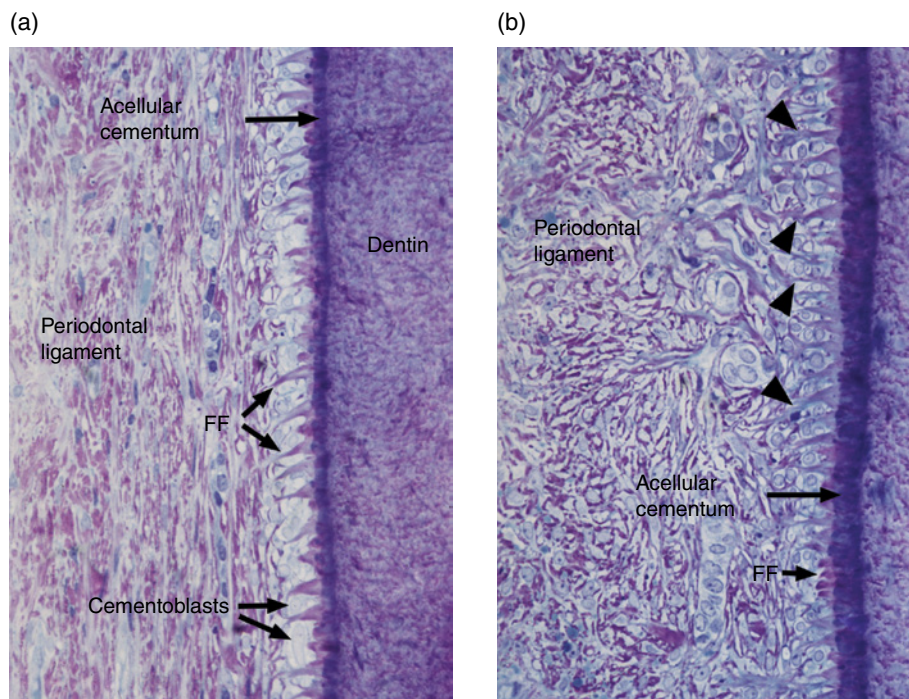 (a)
Acellular
cementum
Dentin
Periodontal
ligament
FF
Cementoblasts
(b)
Periodontal
ligament
Acellular
cementum
FF